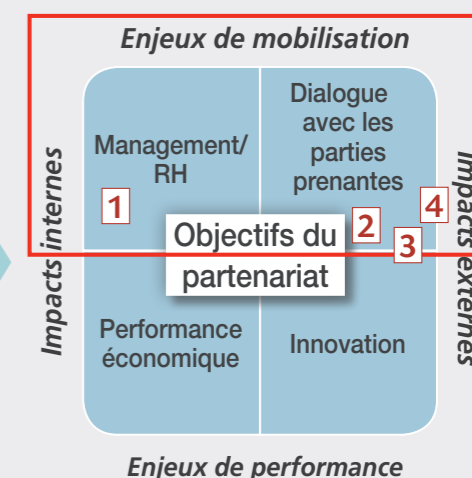 Enjeux de mobilisation
Impacts internes
Management/
RH
Dialogue
avec les
parties
prenantes
Impacts externes
1
2
3
4
Objectifs du
partenariat
Performance
économique
Innovation
Enjeux de performance